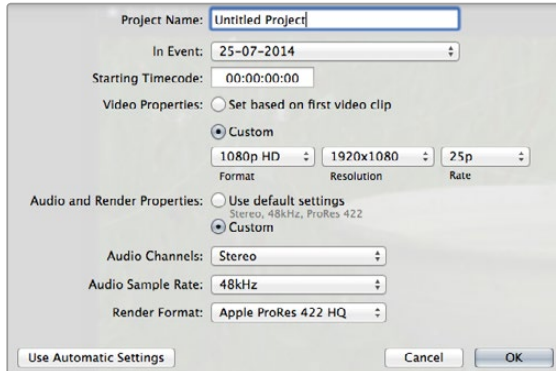 Project Name: Untitled Project
In Event: 25-07-2014
Starting Timecode: 00:00:00:00
Video Properties: Set based on first video clip
Custom
1080p HD 1920x1080 25p
Format Resolution Rate
Audio and Render Properties: Use default settings
Stereo, 48kHz, ProRes 422
Custom
Audio Channels: Stereo
Audio Sample Rate: 48kHz
Render Format: Apple ProRes 422 HQ
Use Automatic Settings Cancel OK